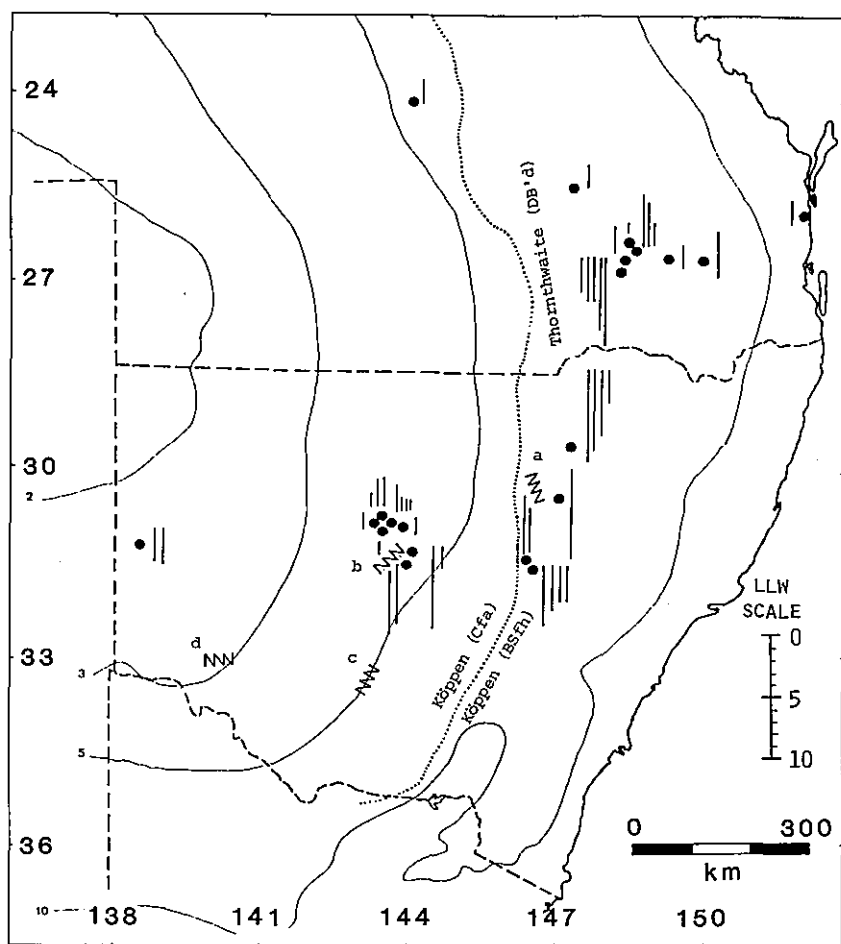 24
27
30
33
36
Thornthwaite (DB'd)
a
2
b
d
c
3
Köppen (Cfa)
Köppen (BSfh)
5
LLW
SCALE
0
5
10
0 300
km
10
138 141 144 147 150